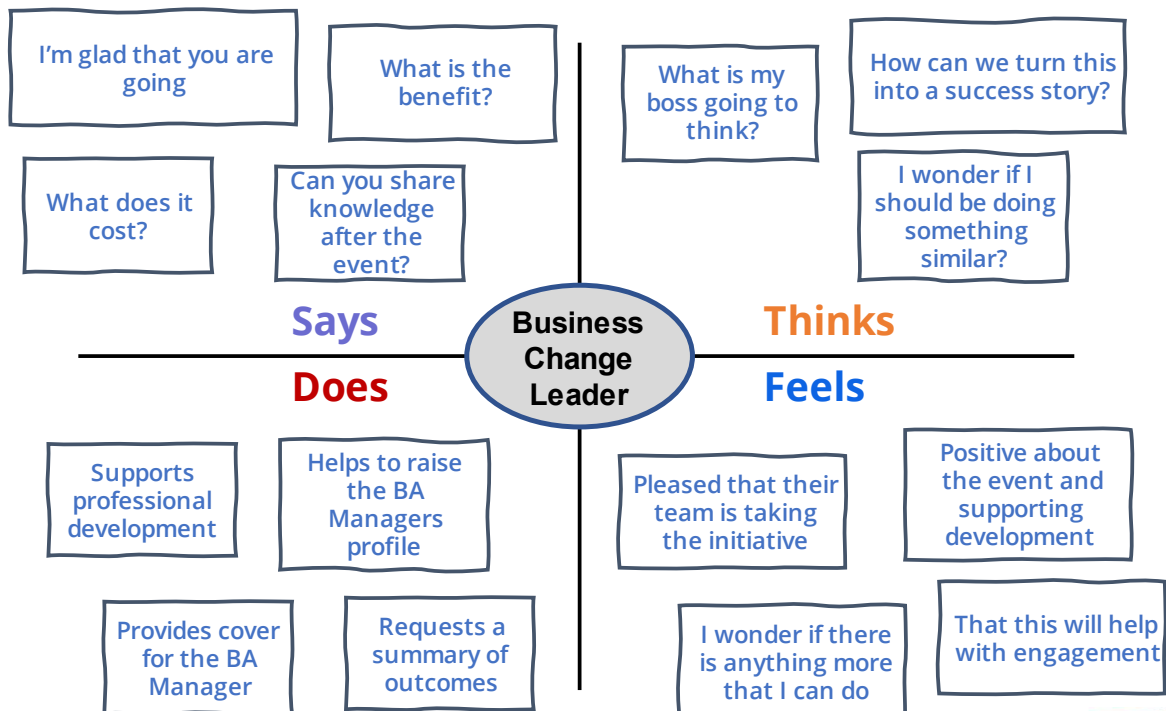 I’m glad that you are
going
What is the
benefit?
What does it
cost?
Can you share
knowledge
after the
event?
Says
What is my
boss going to
think?
How can we turn this
into a success story?
I wonder if I
should be doing
something
similar?
Thinks
Business
Change
Leader
Does
Supports
professional
development
Helps to raise
the BA
Managers
profile
Provides cover
for the BA
Manager
Requests a
summary of
outcomes
Feels
Pleased that their
team is taking
the initiative
Positive about
the event and
supporting
development
I wonder if there
is anything more
that I can do
That this will help
with engagement